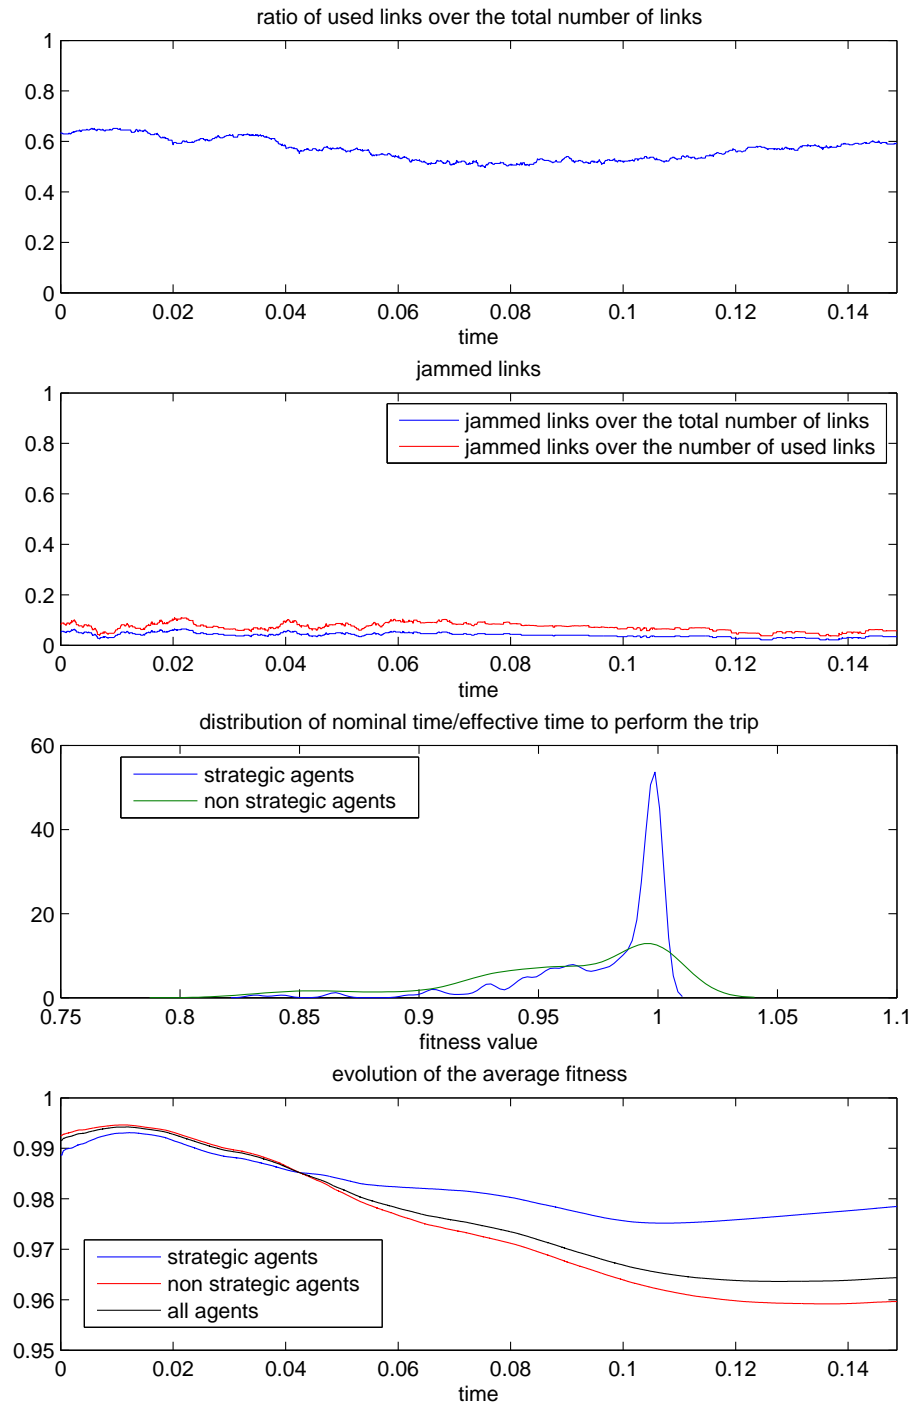 ratio of used links over the total number of links
1
0.8
0.6
0.4
0.2
0
0 0.02 0.04 0.06 0.08 0.1 0.12 0.14
time
jammed links
1
0.8
0.6
0.4
0.2
0
jammed links over the total number of links
jammed links over the number of used links
0 0.02 0.04 0.06 0.08 0.1 0.12 0.14
time
distribution of nominal time/effective time to perform the trip
60
40
20
0
strategic agents
non strategic agents
0.75 0.8 0.85 0.9 0.95 1 1.05 1.1
fitness value
evolution of the average fitness
1
0.99
0.98
0.97
0.96
0.95
strategic agents
non strategic agents
all agents
0 0.02 0.04 0.06 0.08 0.1 0.12 0.14
time